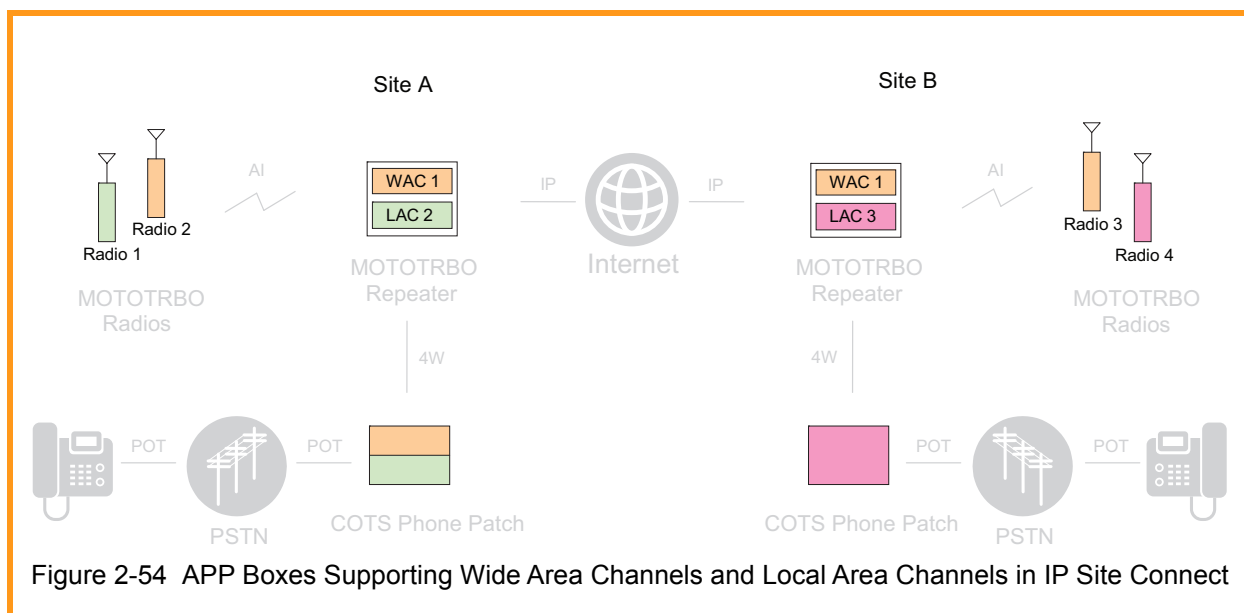 Site A
Site B
AI
WAC 1
IP
IP
WAC 1
AI
LAC 2
LAC 3
Radio 2
Radio 1
Radio 3
Radio 4
MOTOTRBO
Radios
MOTOTRBO
Repeater
Internet
MOTOTRBO
Repeater
MOTOTRBO
Radios
4W
4W
POT
POT
POT
POT
PSTN
COTS Phone Patch
COTS Phone Patch
PSTN
Figure 2-54 APP Boxes Supporting Wide Area Channels and Local Area Channels in IP Site Connect